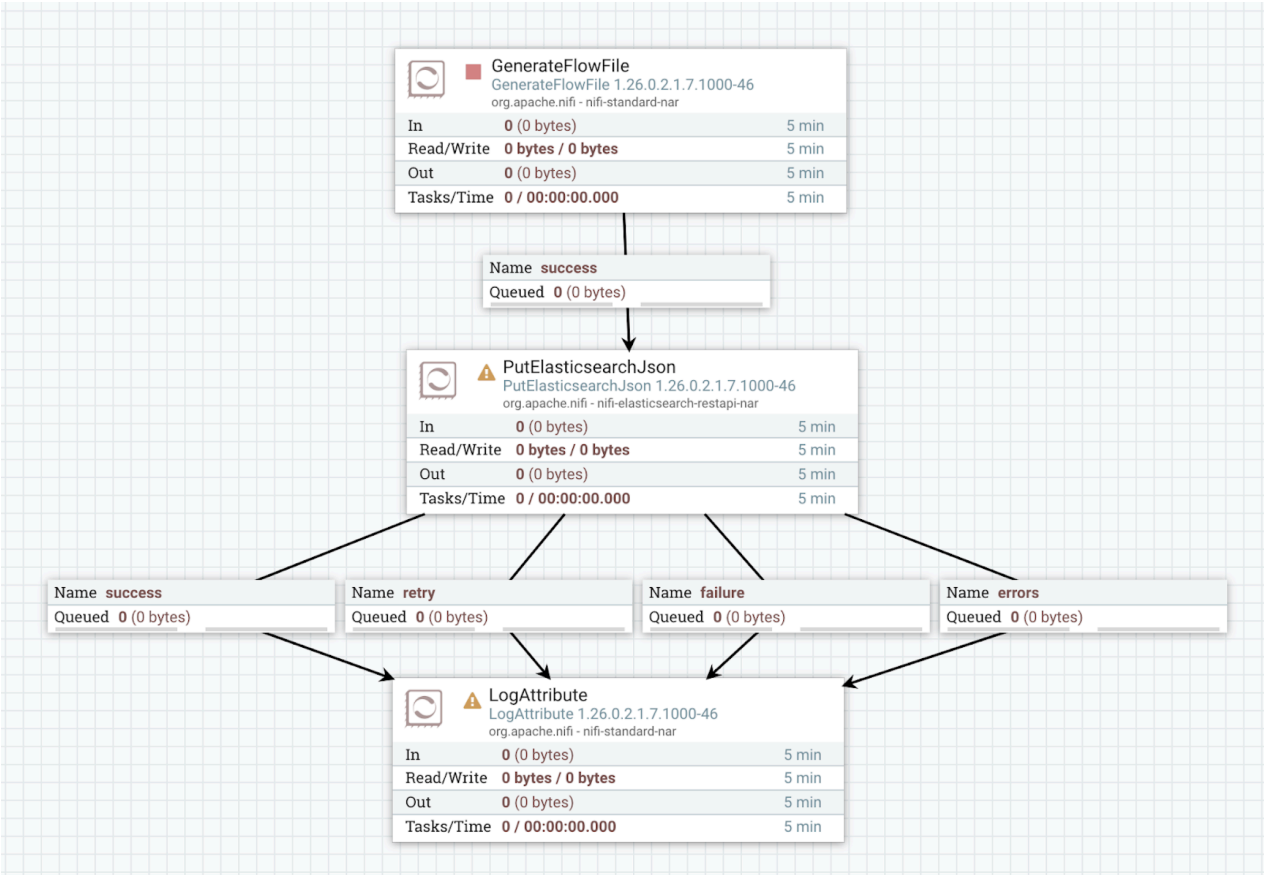 GenerateFlowFile
GenerateFlowFile 1.26.0.2.1.7.1000-46
org.apache.nifi - nifi-standard-nar
In 0 (0 bytes) 5 min
Read/Write 0 bytes / 0 bytes 5 min
Out 0 (0 bytes) 5 min
Tasks/Time 0 / 00:00:00.000 5 min
Name success
Queued 0 (0 bytes)
PutElasticsearchJson
PutElasticsearchJson 1.26.0.2.1.7.1000-46
org.apache.nifi - nifi-elasticsearch-restapi-nar
In 0 (0 bytes) 5 min
Read/Write 0 bytes / 0 bytes 5 min
Out 0 (0 bytes) 5 min
Tasks/Time 0 / 00:00:00.000 5 min
Name success
Queued 0 (0 bytes)
Name retry
Queued 0 (0 bytes)
Name failure
Queued 0 (0 bytes)
Name errors
Queued 0 (0 bytes)
LogAttribute
LogAttribute 1.26.0.2.1.7.1000-46
org.apache.nifi - nifi-standard-nar
In 0 (0 bytes) 5 min
Read/Write 0 bytes / 0 bytes 5 min
Out 0 (0 bytes) 5 min
Tasks/Time 0 / 00:00:00.000 5 min